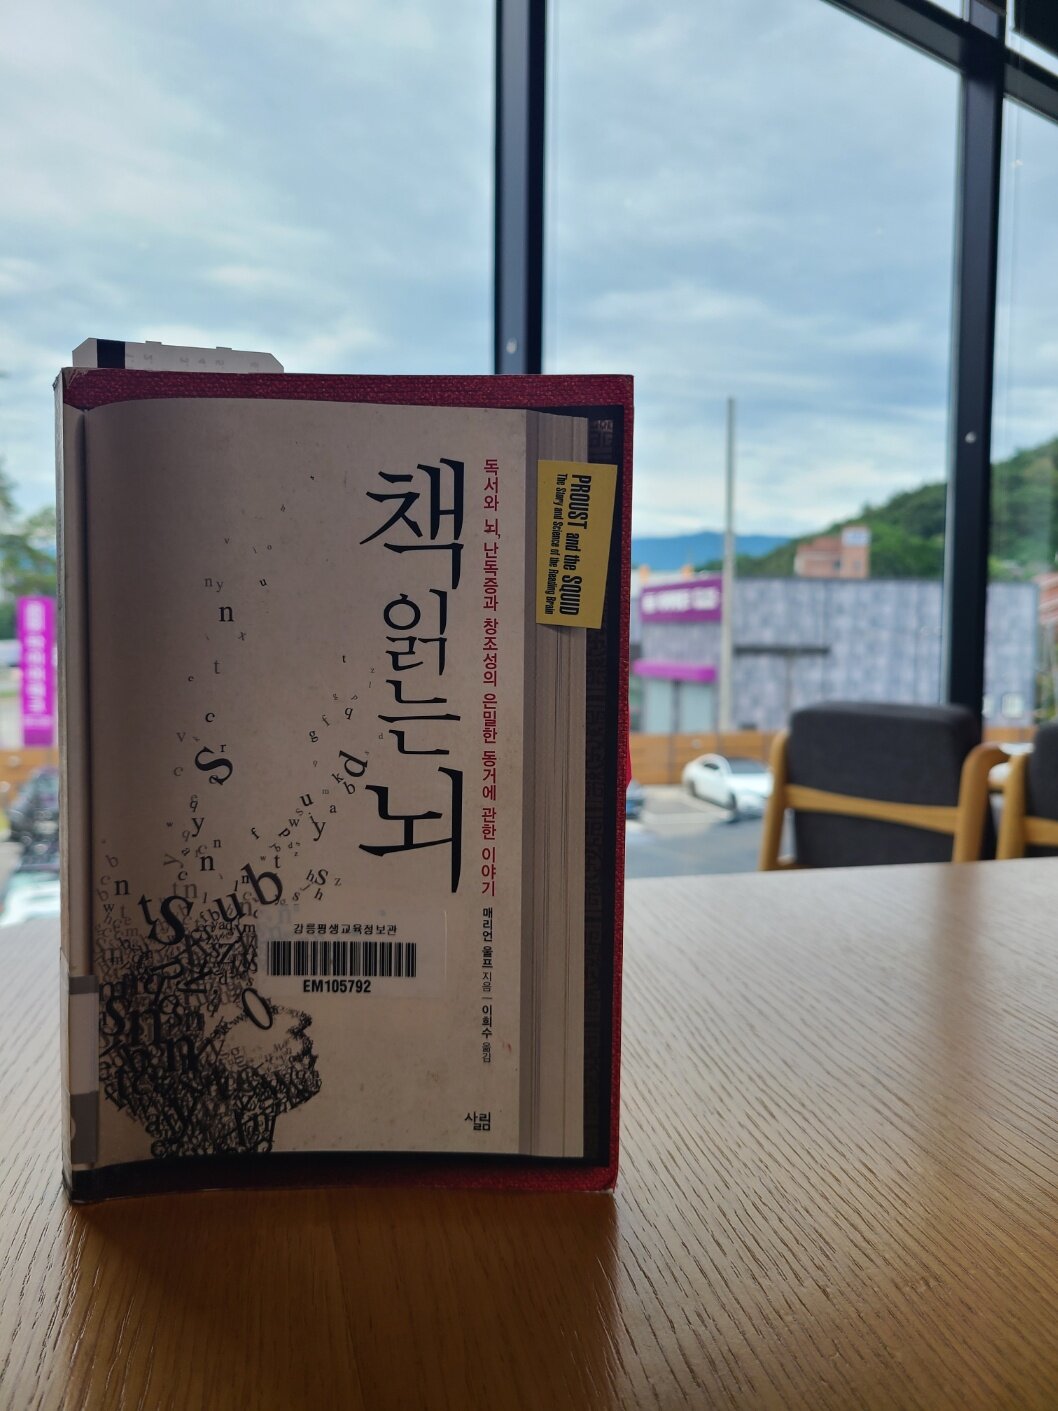 책 읽는 뇌
독서와 뇌, 난독증과 창조성의 은밀한 동거에 관한 이야기
매리언 울프 지음 | 이희수 옮김
PROUST and the SQUID
The Story and Science of the Reading Brain
강릉평생교육정보관
EM105792
살림